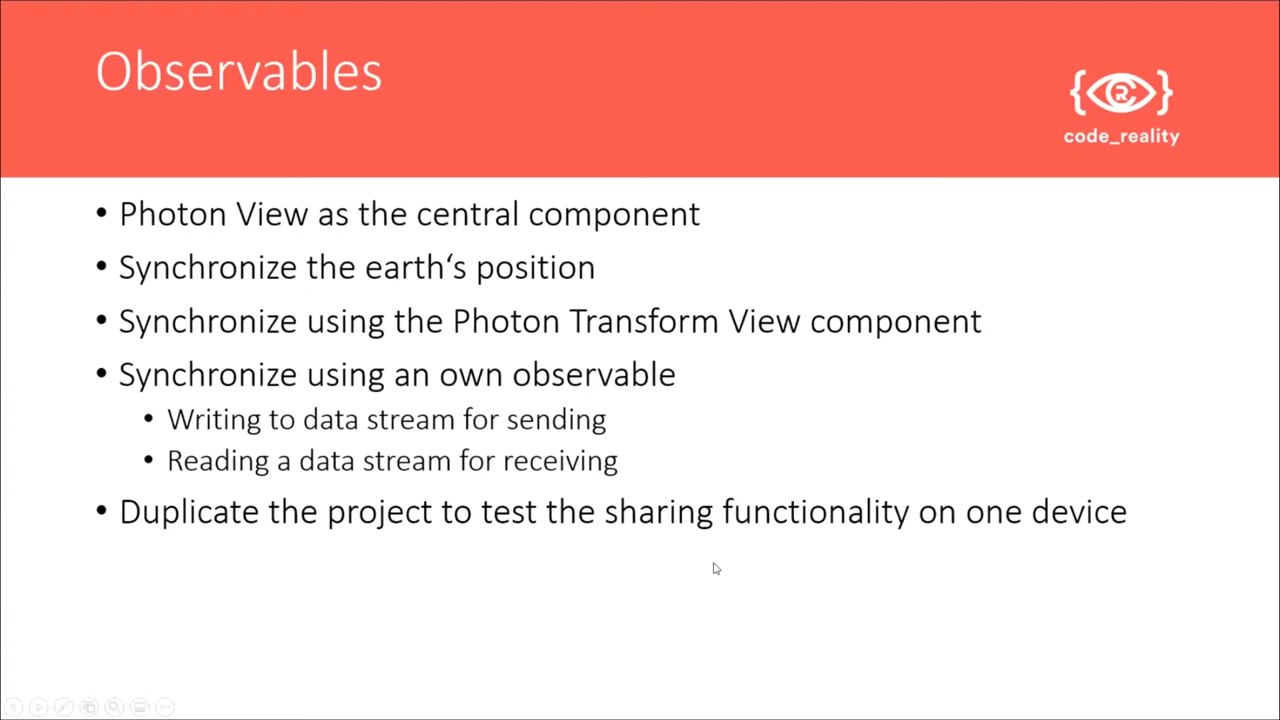 Observables
{R}
code_reality
• Photon View as the central component
• Synchronize the earth‘s position
• Synchronize using the Photon Transform View component
• Synchronize using an own observable
• Writing to data stream for sending
• Reading a data stream for receiving
• Duplicate the project to test the sharing functionality on one device